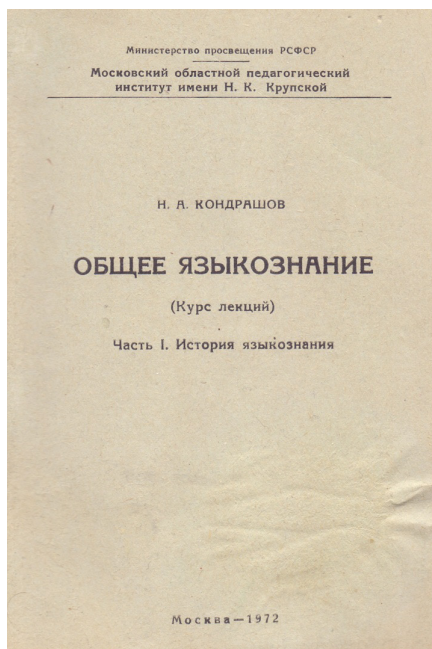 Министерство просвещения РСФСР
Московский областной педагогический
институт имени Н. К. Крупской
Н. А. КОНДРАШОВ
ОБЩЕЕ ЯЗЫКОЗНАНИЕ
(Курс лекций)
Часть I. История языкознания
Москва—1972